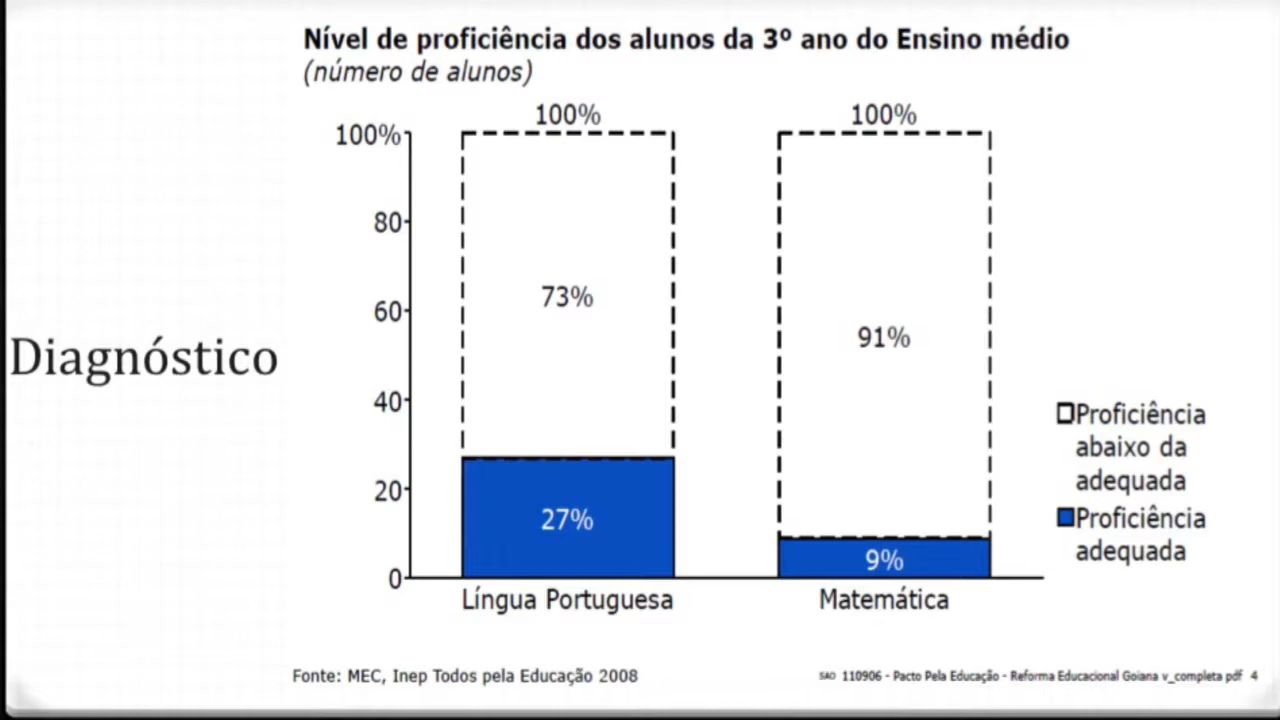 Nível de proficiência dos alunos da 3º ano do Ensino médio
(número de alunos)
100%
100%
100%
80
73%
60
91%
Diagnóstico
40
Proficiência
abaixo da
adequada
20
27%
Proficiência
adequada
9%
0
Língua Portuguesa
Matemática
Fonte: MEC, Inep Todos pela Educação 2008
SAO 110906 - Pacto Pela Educação - Reforma Educacional Goiana v_completa pdf 4